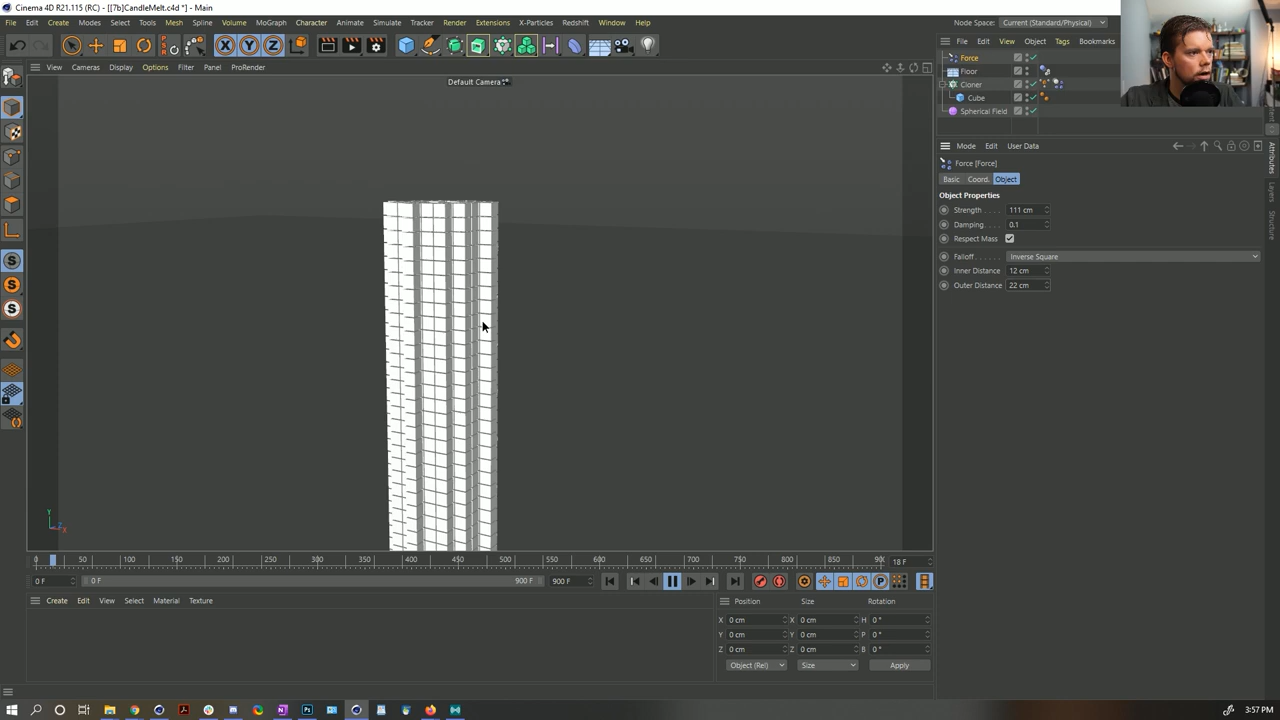 Cinema 4D R21.115 (RC) - [[7b]CandleMelt.c4d *] - Main
File Edit Create Modes Select Tools Mesh Spline Volume MoGraph Character Animate Simulate Tracker Render Extensions X-Particles Redshift Window Help
Node Space: Current (Standard/Physical)
X Y Z
View Cameras Display Options Filter Panel ProRender
Default Camera
File Edit View Object Tags Bookmarks
Force
Floor
Cloner
Cube
Spherical Field
Mode Edit User Data
Force [Force]
Basic Coord. Object
Object Properties
Strength . . . . 111 cm
Damping. . . . 0.1
Respect Mass
Falloff . . . . . . Inverse Square
Inner Distance 12 cm
Outer Distance 22 cm
Attributes
Layers
Structure
S
S
S
Y
Z
X
0 50 100 150 200 250 300 350 400 450 500 550 600 650 700 750 800 850 90
18 F
0 F 0 F 900 F 900 F
P
Create Edit View Select Material Texture
Position Size Rotation
X 0 cm X 0 cm H 0 °
Y 0 cm Y 0 cm P 0 °
Z 0 cm Z 0 cm B 0 °
Object (Rel) Size Apply
3:57 PM